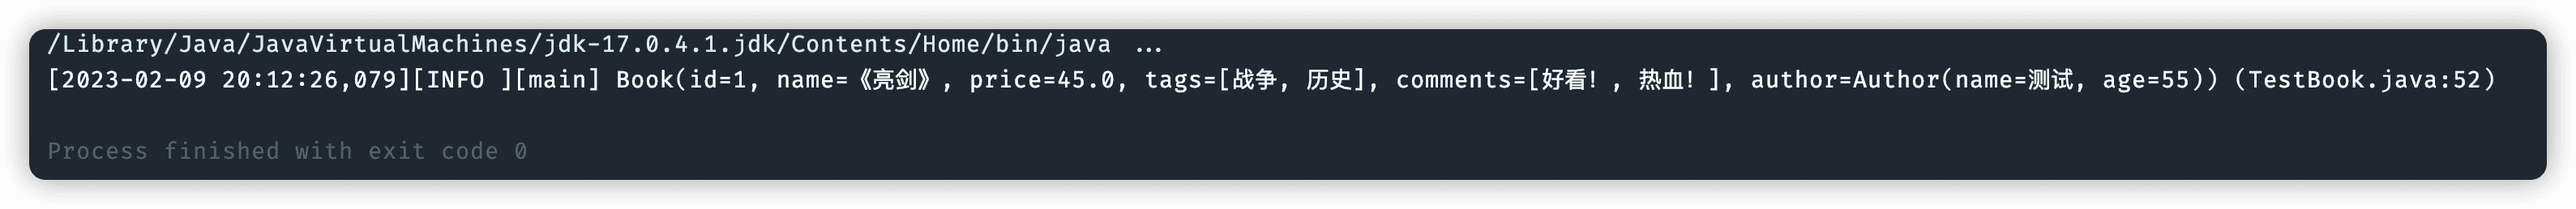 /Library/Java/JavaVirtualMachines/jdk-17.0.4.1.jdk/Contents/Home/bin/java ...
[2023-02-09 20:12:26,079][INFO ][main] Book(id=1, name=《亮剑》, price=45.0, tags=[战争, 历史], comments=[好看！, 热血！], author=Author(name=测试, age=55)) (TestBook.java:52)
Process finished with exit code 0